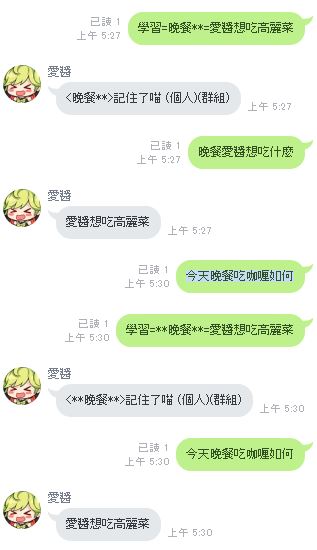 已讀 1
上午 5:27
學習=晚餐**=愛醬想吃高麗菜
愛醬
<晚餐**>記住了喵 (個人)(群組)
上午 5:27
已讀 1
上午 5:27
晚餐愛醬想吃什麼
愛醬
愛醬想吃高麗菜
上午 5:27
已讀 1
上午 5:30
今天晚餐吃咖喱如何
已讀 1
上午 5:30
學習=**晚餐**=愛醬想吃高麗菜
愛醬
<**晚餐**>記住了喵 (個人)(群組)
上午 5:30
已讀 1
上午 5:30
今天晚餐吃咖喱如何
愛醬
愛醬想吃高麗菜
上午 5:30